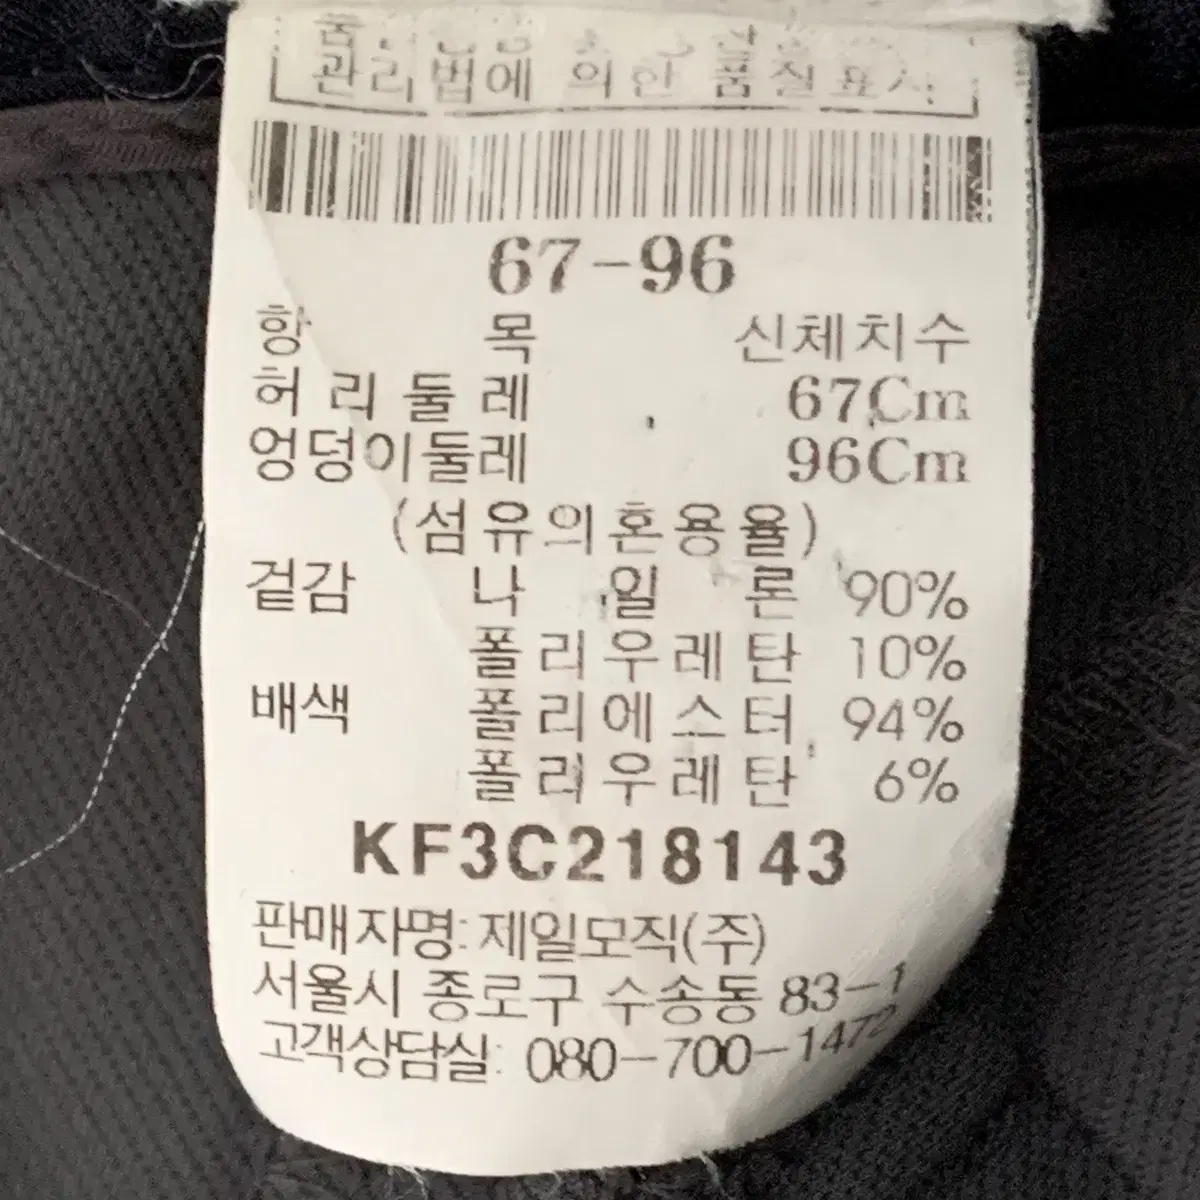 관리법에 의한 품질표시
67-96
항 목 신체치수
허리둘레 67Cm
엉덩이둘레 96Cm
(섬유의혼용율)
겉감 나일론 90%
폴리우레탄 10%
배색 폴리에스터 94%
폴리우레탄 6%
KF3C218143
판매자명:제일모직(주)
서울시 종로구 수송동 83-1
고객상담실: 080-700-1472